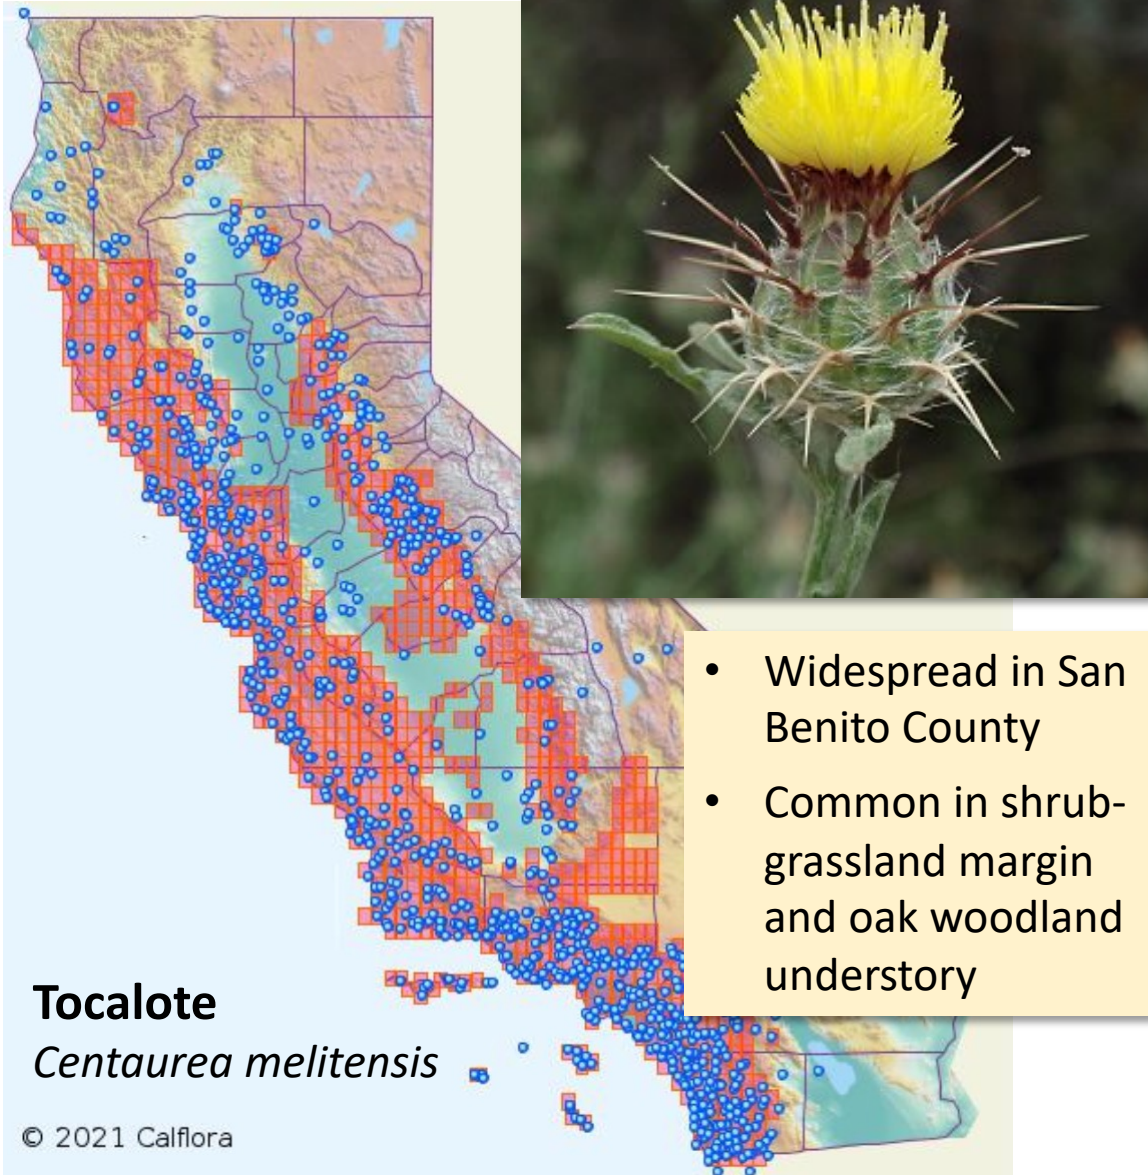 • Widespread in San
Benito County
• Common in shrub-
grassland margin
and oak woodland
understory
Tocalote
Centaurea melitensis
© 2021 Calflora